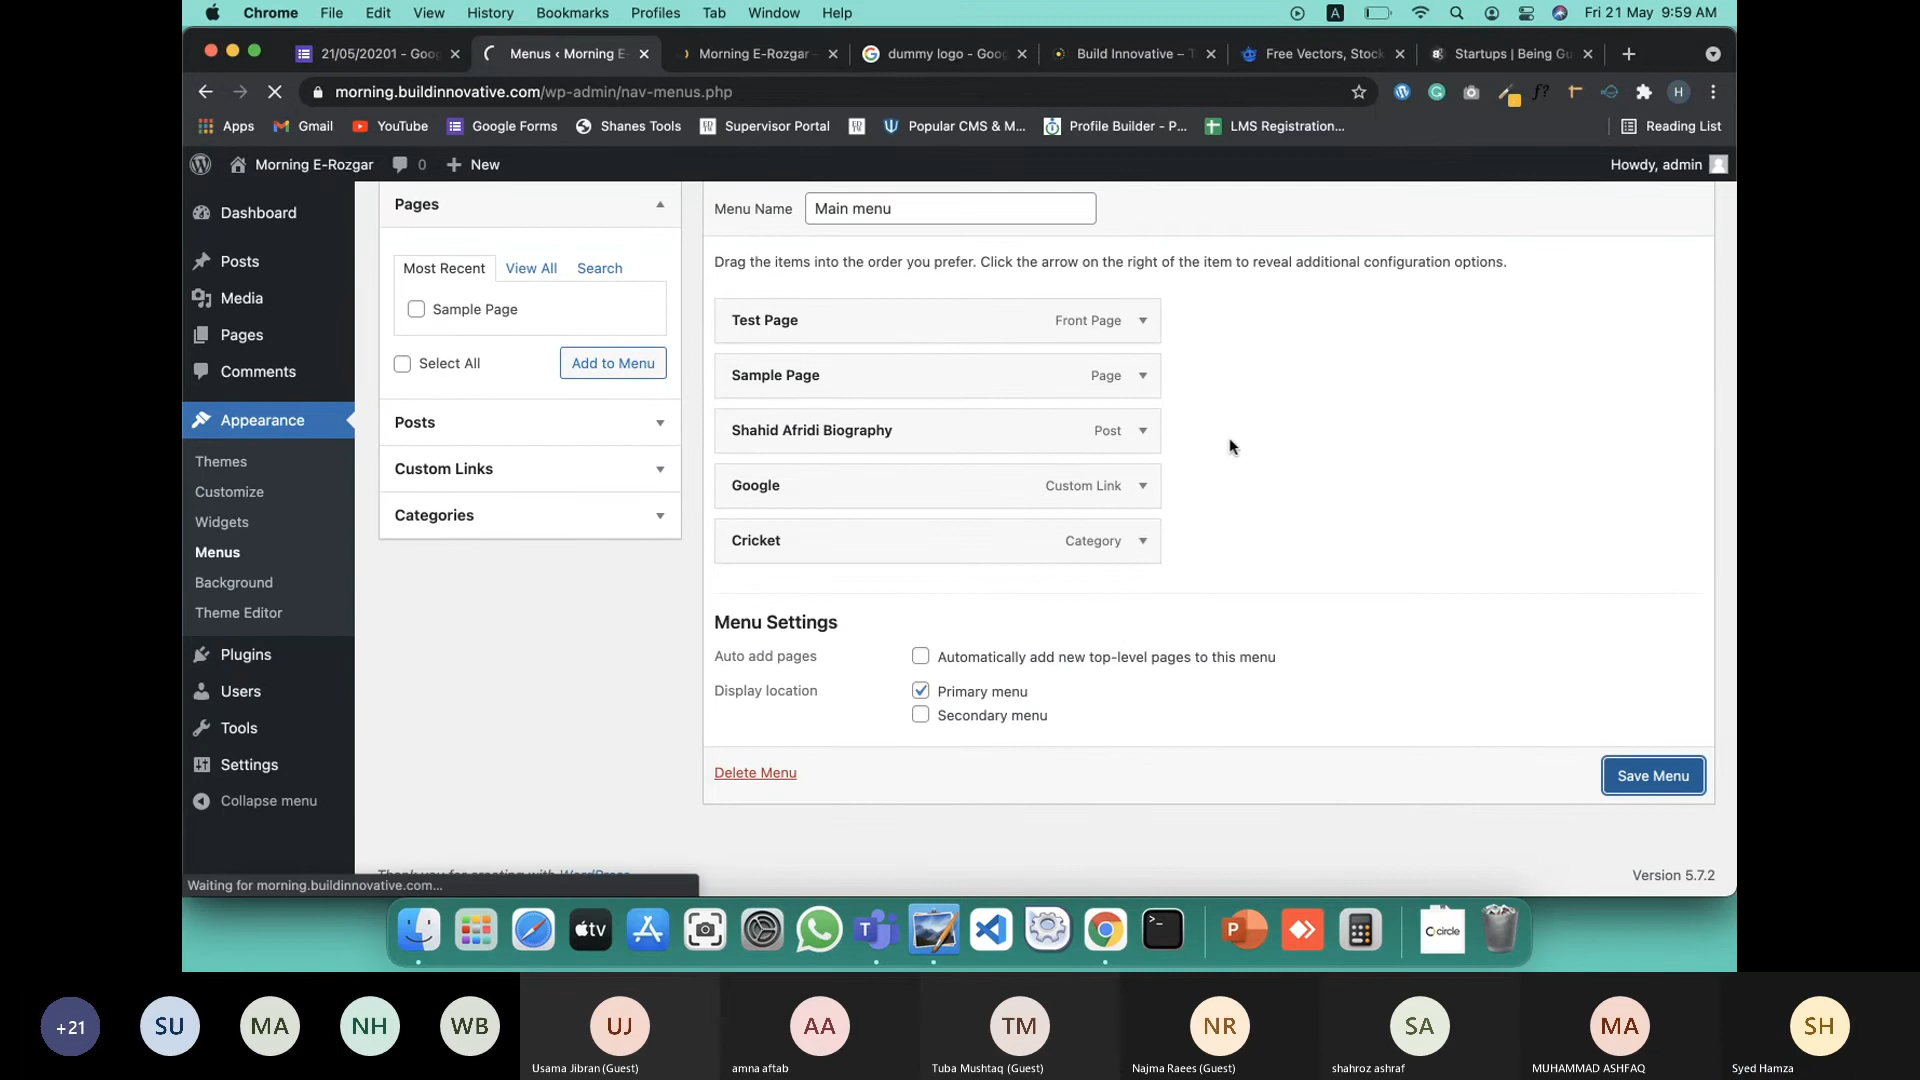 Chrome File Edit View History Bookmarks Profiles Tab Window Help
A
Fri 21 May 9:59 AM
21/05/20201 - Goog
Menus ‹ Morning E-
Morning E-Rozgar –
dummy logo - Goog
Build Innovative – T
Free Vectors, Stock
Startups | Being Gu
morning.buildinnovative.com/wp-admin/nav-menus.php
f?
H
Apps
Gmail
YouTube
Google Forms
Shanes Tools
Supervisor Portal
Popular CMS & M...
Profile Builder - P...
LMS Registration...
Reading List
Morning E-Rozgar
0
New
Howdy, admin
Dashboard
Posts
Media
Pages
Comments
Appearance
Themes
Customize
Widgets
Menus
Background
Theme Editor
Plugins
Users
Tools
Settings
Collapse menu
Pages
Most Recent View All Search
Sample Page
Select All
Add to Menu
Posts
Custom Links
Categories
Menu Name Main menu
Drag the items into the order you prefer. Click the arrow on the right of the item to reveal additional configuration options.
Test Page Front Page
Sample Page Page
Shahid Afridi Biography Post
Google Custom Link
Cricket Category
Menu Settings
Auto add pages Automatically add new top-level pages to this menu
Display location Primary menu
Secondary menu
Delete Menu
Save Menu
Thank you for creating with WordPress.
Version 5.7.2
Waiting for morning.buildinnovative.com...
tv
T
P
circle
+21
SU
MA
NH
WB
UJ
AA
TM
NR
SA
MA
SH
Usama Jibran (Guest)
amna aftab
Tuba Mushtaq (Guest)
Najma Raees (Guest)
shahroz ashraf
MUHAMMAD ASHFAQ
Syed Hamza